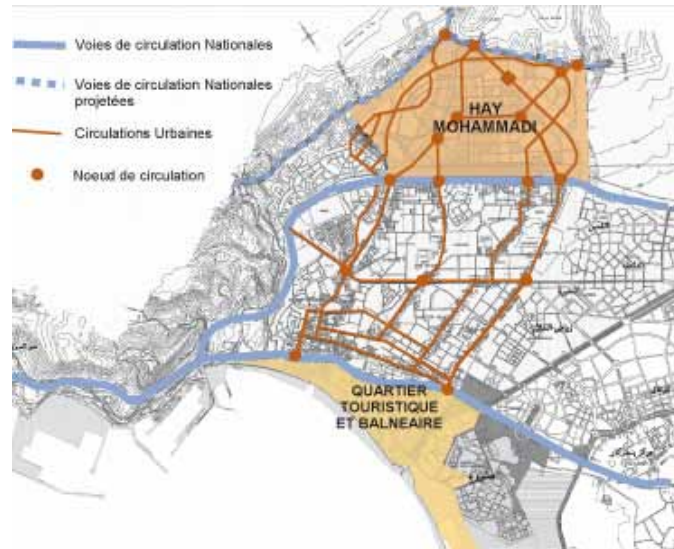 Voies de circulation Nationales
Voies de circulation Nationales
projetées
Circulations Urbaines
Noeud de circulation
HAY
MOHAMMADI
QUARTIER
TOURISTIQUE
ET BALNEAIRE